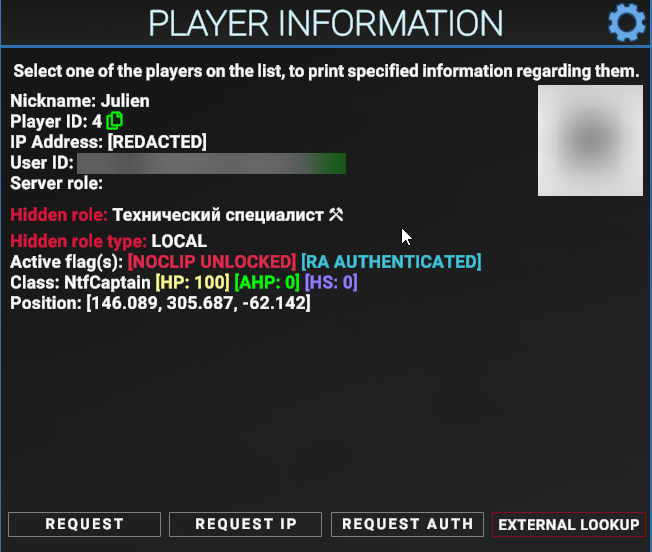 PLAYER INFORMATION
Select one of the players on the list, to print specified information regarding them.
Nickname: Julien
Player ID: 4
IP Address: [REDACTED]
User ID:
Server role:
Hidden role: Технический специалист ⚒
Hidden role type: LOCAL
Active flag(s): [NOCLIP UNLOCKED] [RA AUTHENTICATED]
Class: NtfCaptain [HP: 100] [AHP: 0] [HS: 0]
Position: [146.089, 305.687, -62.142]
REQUEST
REQUEST IP
REQUEST AUTH
EXTERNAL LOOKUP